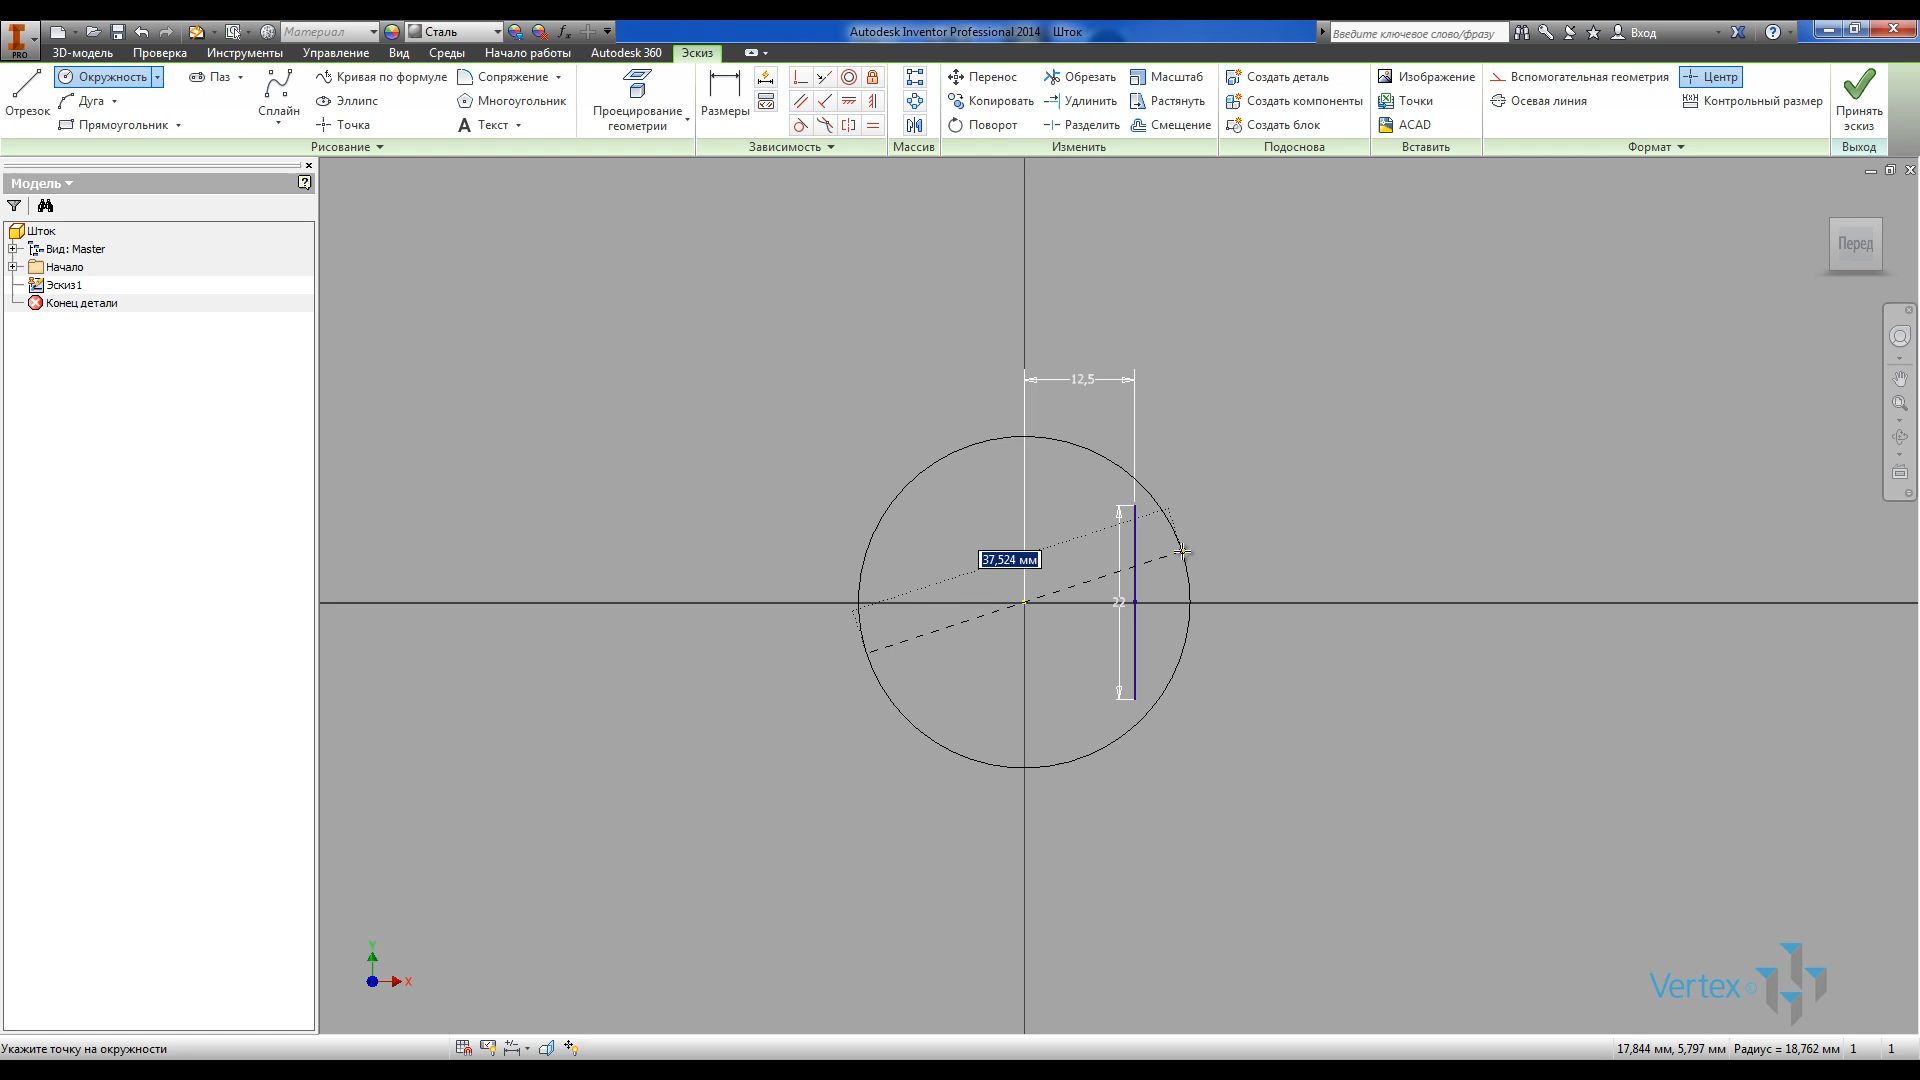 PRO
Материал
Сталь
Autodesk Inventor Professional 2014 Шток
Введите ключевое слово/фразу
Вход
3D-модель Проверка Инструменты Управление Вид Среды Начало работы Autodesk 360 Эскиз
Отрезок
Окружность
Дуга
Прямоугольник
Паз
Сплайн
Кривая по формуле
Эллипс
Точка
Сопряжение
Многоугольник
Текст
Проецирование
геометрии
Размеры
Перенос
Копировать
Поворот
Обрезать
Удлинить
Разделить
Масштаб
Растянуть
Смещение
Создать деталь
Создать компоненты
Создать блок
Изображение
Точки
ACAD
Вспомогательная геометрия
Осевая линия
Центр
Контрольный размер
Принять
эскиз
Рисование
Зависимость
Массив
Изменить
Подоснова
Вставить
Формат
Выход
Модель
Шток
Вид: Master
Начало
Эскиз1
Конец детали
Перед
12,5
37,524 мм
22
Y
X
Vertex
Укажите точку на окружности
17,844 мм, 5,797 мм Радиус = 18,762 мм 1 1